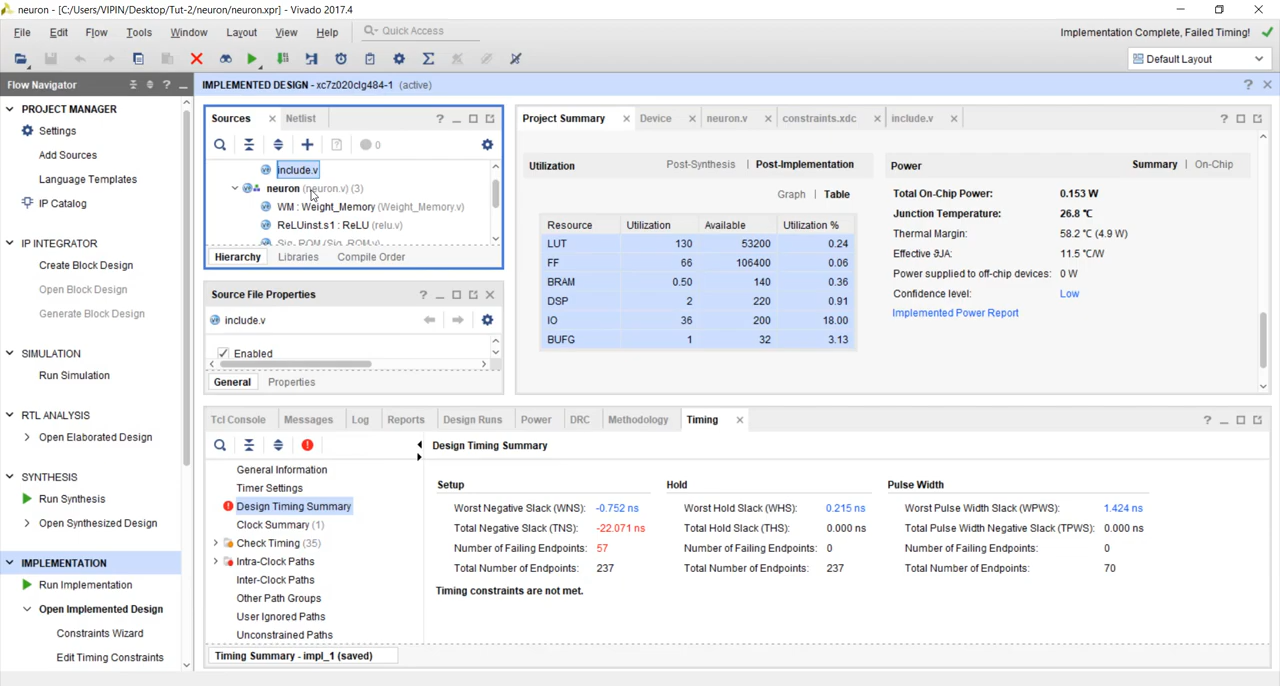 neuron - [C:/Users/VIPIN/Desktop/Tut-2/neuron/neuron.xpr] - Vivado 2017.4
File Edit Flow Tools Window Layout View Help Quick Access
Implementation Complete, Failed Timing!
Default Layout
Flow Navigator
IMPLEMENTED DESIGN - xc7z020clg484-1 (active)
PROJECT MANAGER
Settings
Add Sources
Language Templates
IP Catalog
IP INTEGRATOR
Create Block Design
Open Block Design
Generate Block Design
SIMULATION
Run Simulation
RTL ANALYSIS
Open Elaborated Design
SYNTHESIS
Run Synthesis
Open Synthesized Design
IMPLEMENTATION
Run Implementation
Open Implemented Design
Constraints Wizard
Edit Timing Constraints
Sources Netlist
0
include.v
neuron (neuron.v) (3)
WM : Weight_Memory (Weight_Memory.v)
ReLUinst.s1 : ReLU (relu.v)
Sig_ROM (Sig_ROM.v)
Hierarchy Libraries Compile Order
Source File Properties
include.v
Enabled
General Properties
Project Summary Device neuron.v constraints.xdc include.v
Utilization Post-Synthesis | Post-Implementation
Graph | Table
Resource Utilization Available Utilization %
LUT 130 53200 0.24
FF 66 106400 0.06
BRAM 0.50 140 0.36
DSP 2 220 0.91
IO 36 200 18.00
BUFG 1 32 3.13
Power Summary | On-Chip
Total On-Chip Power: 0.153 W
Junction Temperature: 26.8 °C
Thermal Margin: 58.2 °C (4.9 W)
Effective ϑJA: 11.5 °C/W
Power supplied to off-chip devices: 0 W
Confidence level: Low
Implemented Power Report
Tcl Console Messages Log Reports Design Runs Power DRC Methodology Timing
Design Timing Summary
General Information
Timer Settings
Design Timing Summary
Clock Summary (1)
Check Timing (35)
Intra-Clock Paths
Inter-Clock Paths
Other Path Groups
User Ignored Paths
Unconstrained Paths
Setup
Worst Negative Slack (WNS): -0.752 ns
Total Negative Slack (TNS): -22.071 ns
Number of Failing Endpoints: 57
Total Number of Endpoints: 237
Timing constraints are not met.
Hold
Worst Hold Slack (WHS): 0.215 ns
Total Hold Slack (THS): 0.000 ns
Number of Failing Endpoints: 0
Total Number of Endpoints: 237
Pulse Width
Worst Pulse Width Slack (WPWS): 1.424 ns
Total Pulse Width Negative Slack (TPWS): 0.000 ns
Number of Failing Endpoints: 0
Total Number of Endpoints: 70
Timing Summary - impl_1 (saved)